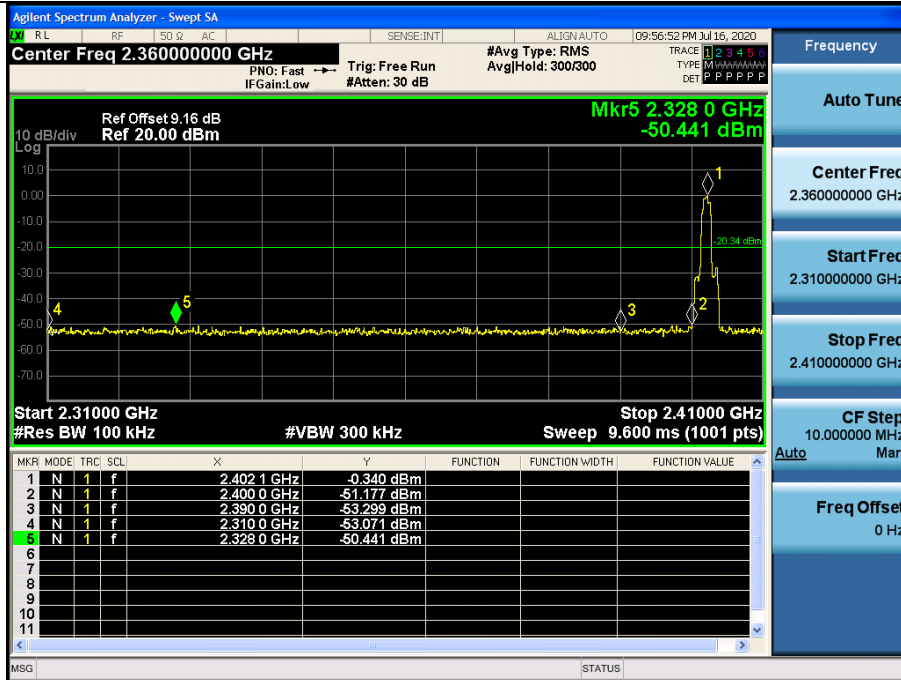 Agilent Spectrum Analyzer - Swept SA
LXI RL RF 50 Ω AC SENSE:INT ALIGN AUTO 09:56:52 PM Jul 16, 2020
Center Freq 2.360000000 GHz
PNO: Fast
IFGain:Low
Trig: Free Run
#Atten: 30 dB
#Avg Type: RMS
Avg|Hold: 300/300
TRACE 1 2 3 4 5 6
TYPE M
DET P P P P P P
Mkr5 2.328 0 GHz
-50.441 dBm
Ref Offset 9.16 dB
10 dB/div Ref 20.00 dBm
Log
10.0
0.00
-10.0
-20.0
-30.0
-40.0
-50.0
-60.0
-70.0
1
-20.34 dBm
4
5
3
2
Start 2.31000 GHz Stop 2.41000 GHz
#Res BW 100 kHz #VBW 300 kHz Sweep 9.600 ms (1001 pts)
MKR MODE TRC SCL X Y FUNCTION FUNCTION WIDTH FUNCTION VALUE
1 N 1 f 2.402 1 GHz -0.340 dBm
2 N 1 f 2.400 0 GHz -51.177 dBm
3 N 1 f 2.390 0 GHz -53.299 dBm
4 N 1 f 2.310 0 GHz -53.071 dBm
5 N 1 f 2.328 0 GHz -50.441 dBm
6
7
8
9
10
11
MSG STATUS
Frequency
Auto Tune
Center Freq
2.360000000 GHz
Start Freq
2.310000000 GHz
Stop Freq
2.410000000 GHz
CF Step
10.000000 MHz
Auto Man
Freq Offset
0 Hz